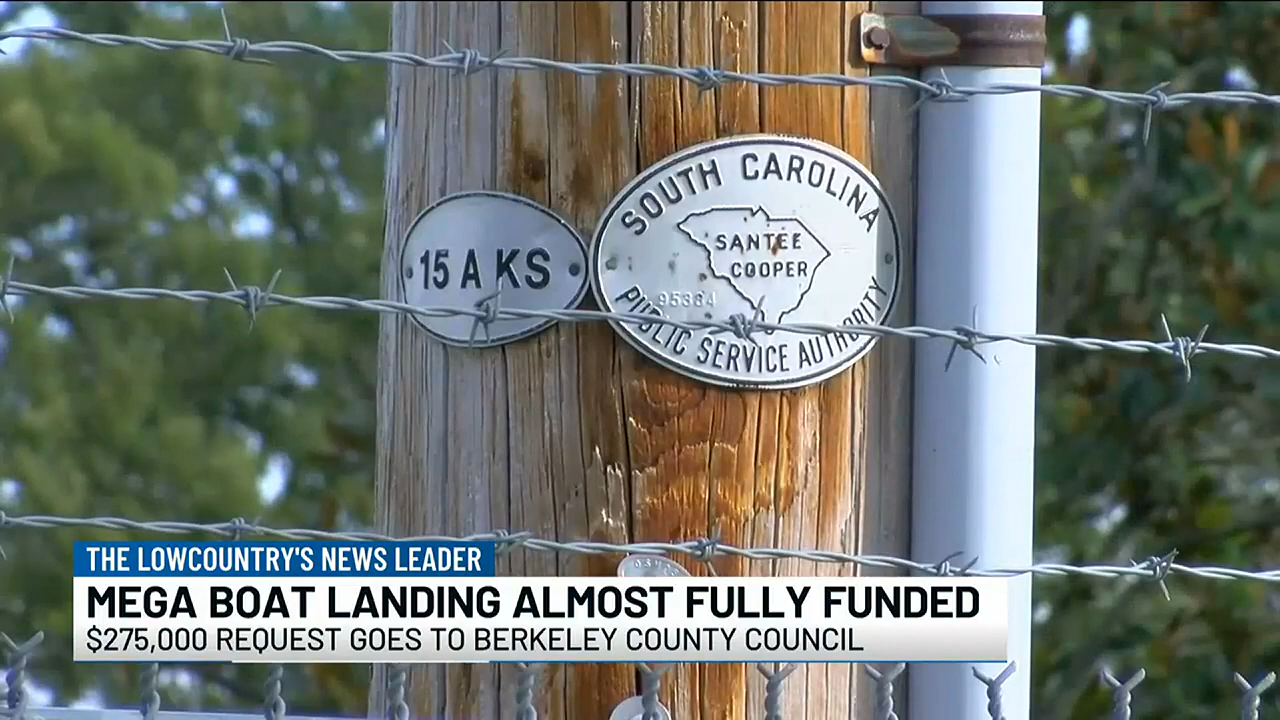 15 A KS
SOUTH CAROLINA
SANTEE
COOPER
PUBLIC SERVICE AUTHORITY
THE LOWCOUNTRY'S NEWS LEADER
MEGA BOAT LANDING ALMOST FULLY FUNDED
$275,000 REQUEST GOES TO BERKELEY COUNTY COUNCIL